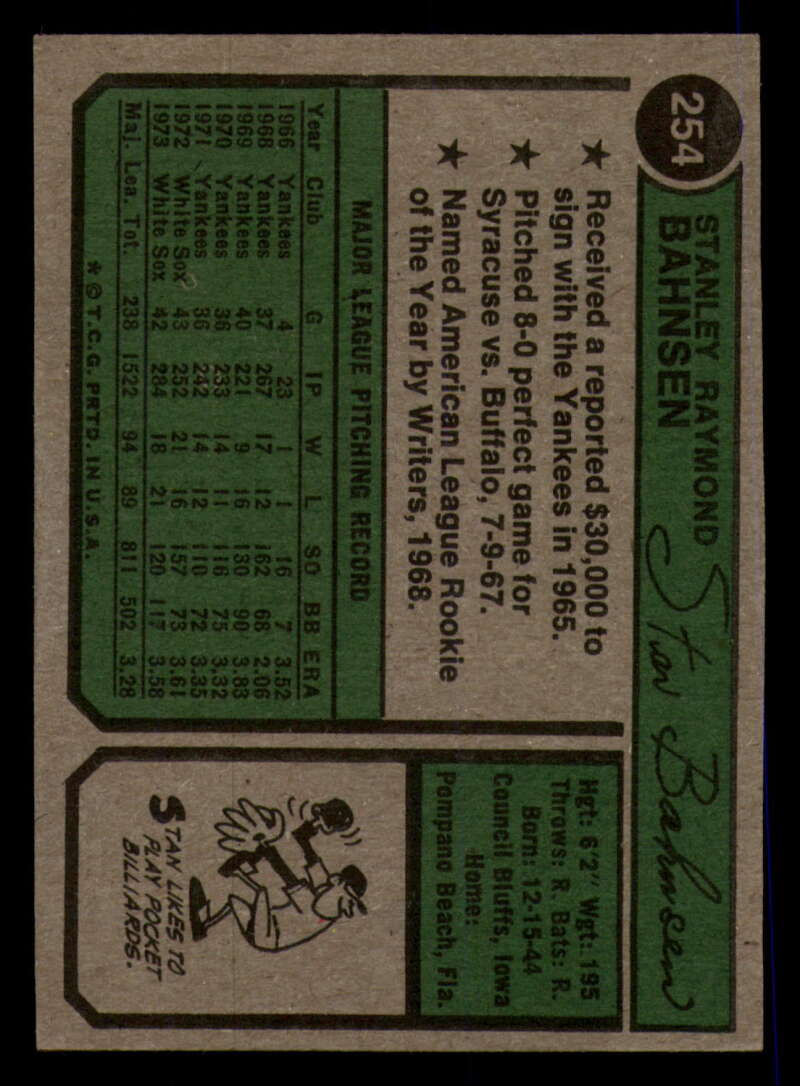 254
STANLEY RAYMOND
BAHNSEN
Stan Bahnsen
★ Received a reported $30,000 to
sign with the Yankees in 1965.
★ Pitched 8-0 perfect game for
Syracuse vs. Buffalo, 7-9-67.
★ Named American League Rookie
of the Year by Writers, 1968.
MAJOR LEAGUE PITCHING RECORD
Year Club G IP W L SO BB ERA
1966 Yankees 4 23 1 1 16 7 3.52
1968 Yankees 37 267 17 12 162 68 2.06
1969 Yankees 40 221 9 16 130 90 3.83
1970 Yankees 36 233 14 11 116 75 3.32
1971 Yankees 36 242 14 12 110 72 3.35
1972 White Sox 43 252 21 16 157 73 3.61
1973 White Sox 42 284 18 21 120 117 3.58
Maj. Lea. Tot. 238 1522 94 89 811 502 3.28
* © T.C.G. PRTD. IN U.S.A.
Hgt: 6'2" Wgt: 195
Throws: R. Bats: R.
Born: 12-15-44
Council Bluffs, Iowa
Home:
Pompano Beach, Fla.
STAN LIKES TO
PLAY POCKET
BILLIARDS.